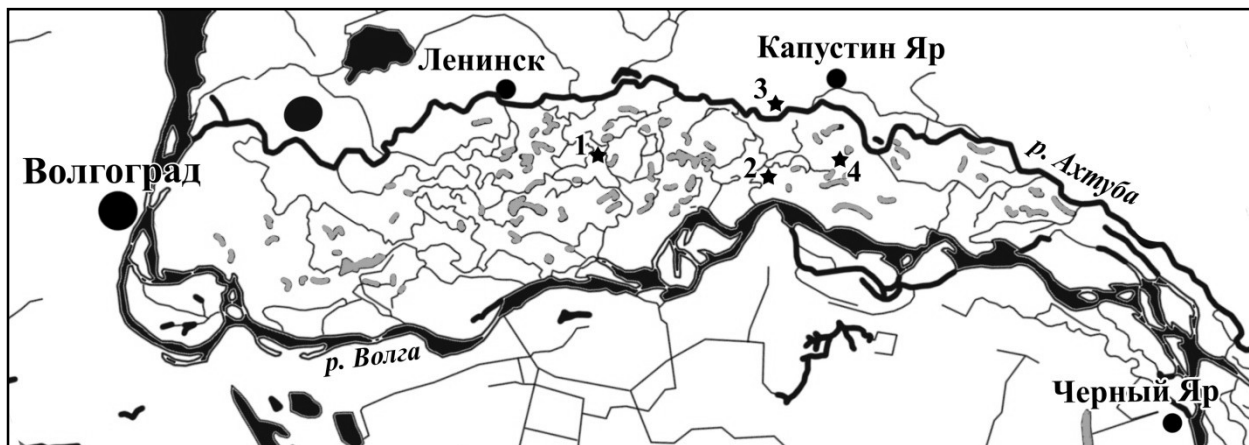 Капустин Яр
Ленинск
3
1
Волгоград
2
4
р. Ахтуба
р. Волга
Черный Яр